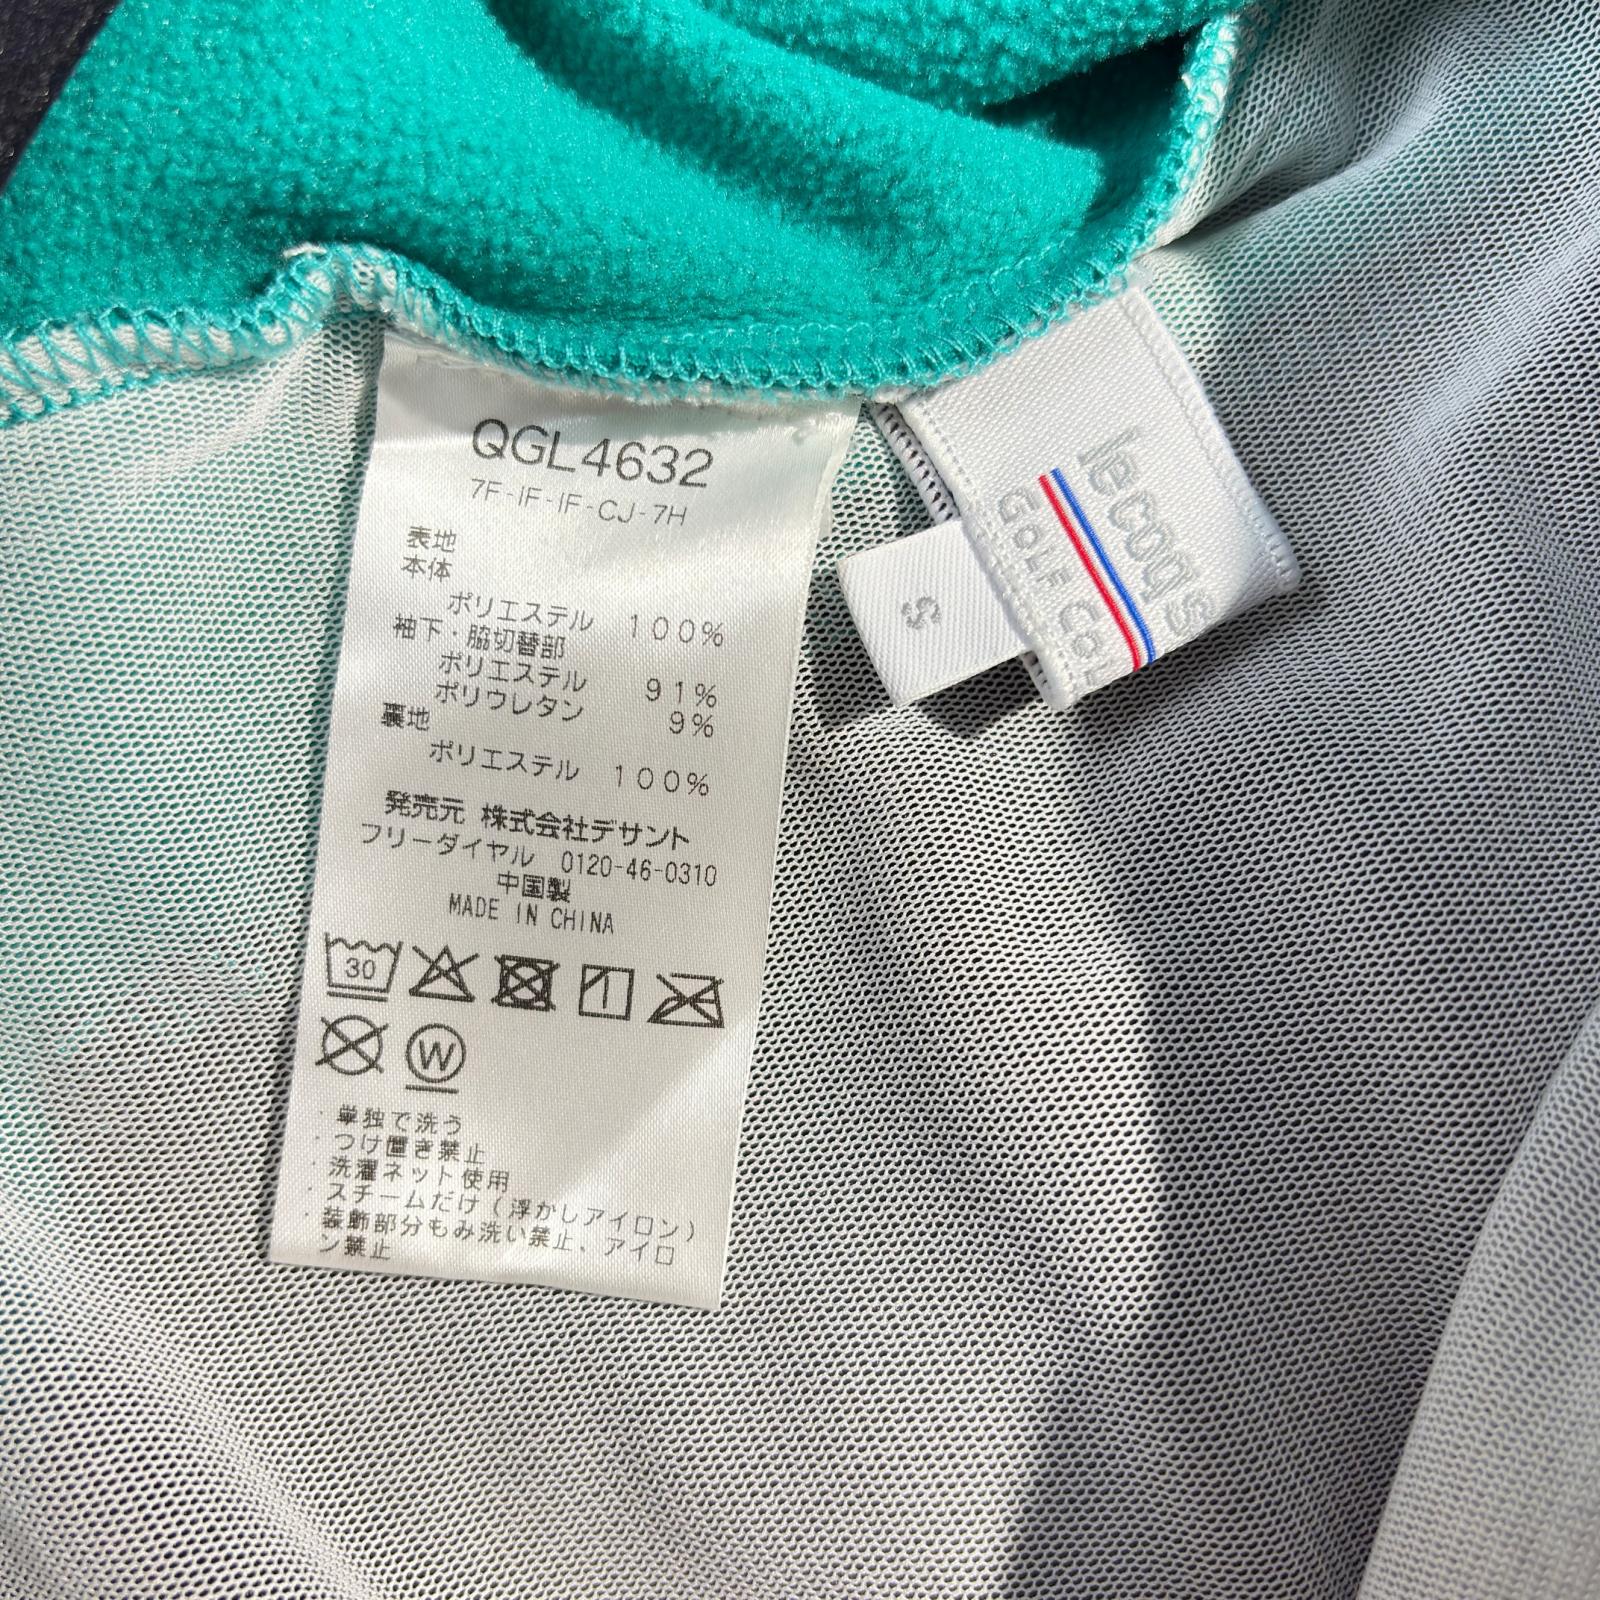 QGL4632
7F-IF-IF-CJ-7H
表地
本体
ポリエステル 100%
袖下・脇切替部
ポリエステル 91%
ポリウレタン 9%
裏地
ポリエステル 100%
発売元 株式会社デサント
フリーダイヤル 0120-46-0310
中国製
MADE IN CHINA
30
W
・単独で洗う
・つけ置き禁止
・洗濯ネット使用
・スチームだけ(浮かしアイロン)
・装飾部分もみ洗い禁止、アイロ
ン禁止
le coq s
GOLF CO
S